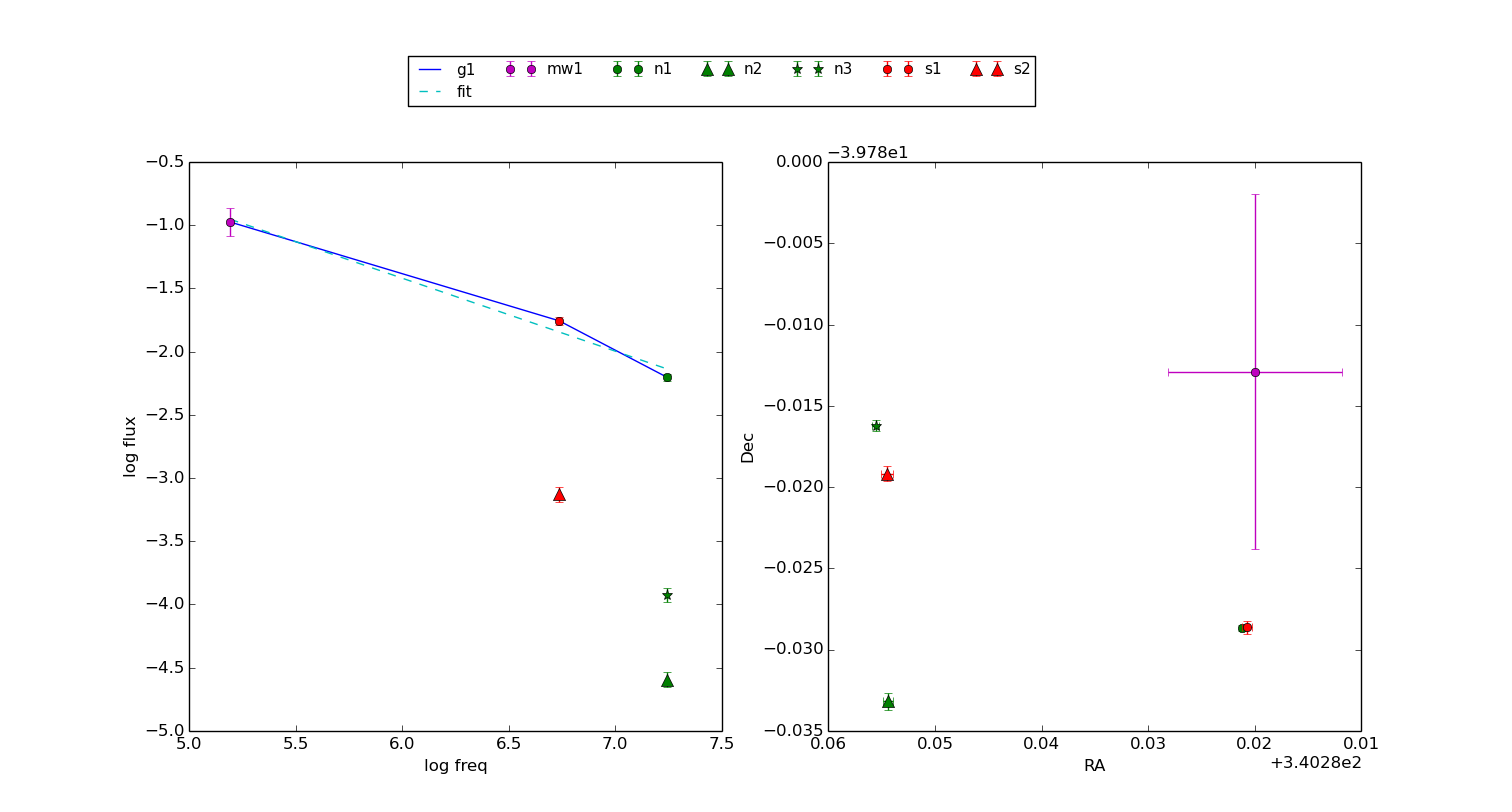 g1 mw1 n1 n2 n3 s1 s2
fit
−0.5
−1.0
−1.5
−2.0
−2.5
−3.0
−3.5
−4.0
−4.5
−5.0
log flux
5.0 5.5 6.0 6.5 7.0 7.5
log freq
−3.978e1
0.000
−0.005
−0.010
−0.015
−0.020
−0.025
−0.030
−0.035
Dec
0.06 0.05 0.04 0.03 0.02 0.01
RA
+3.4028e2